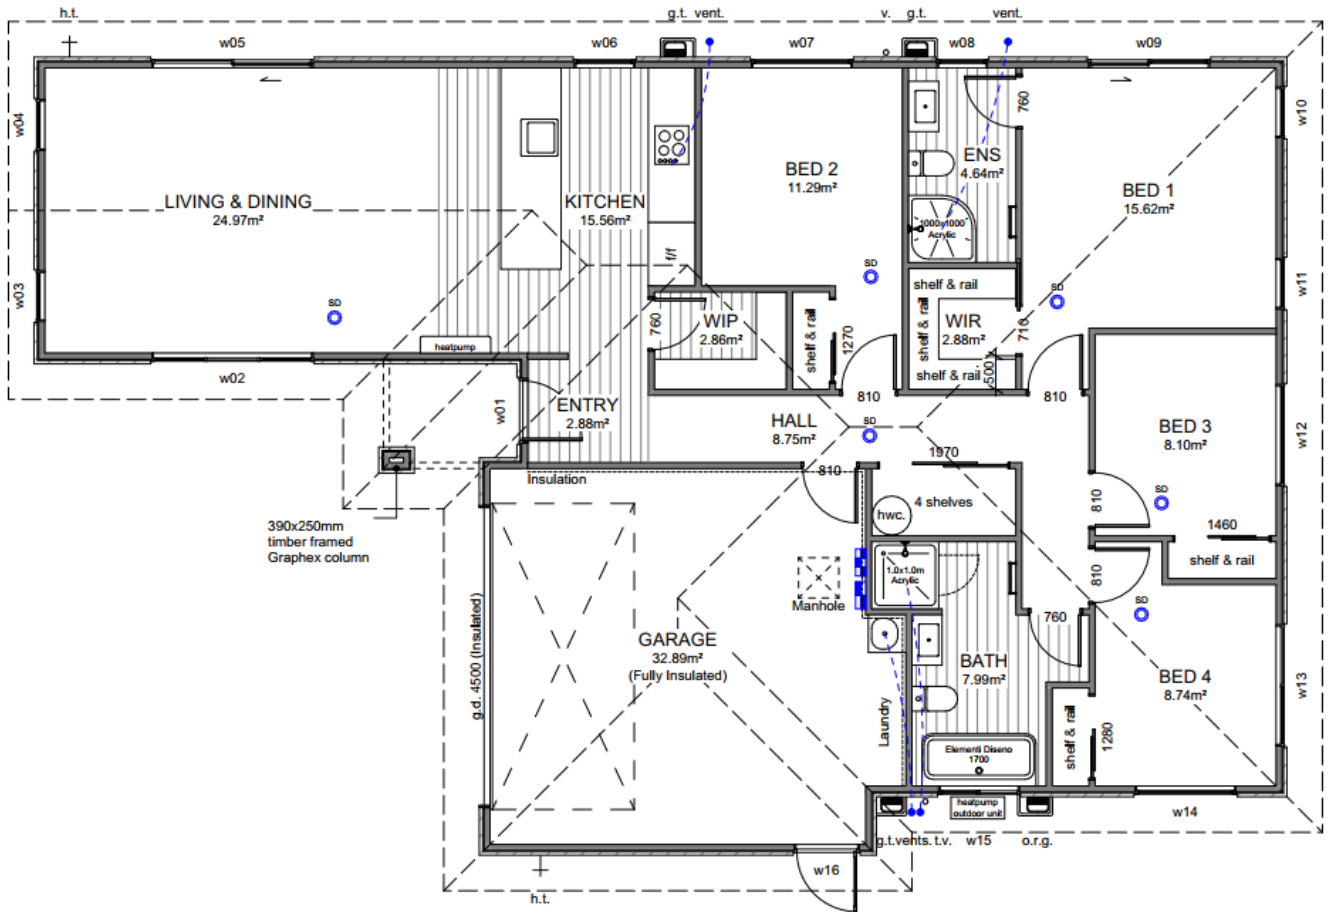 h.t.
g.t. vent.
v. g.t.
vent.
w05
w06
w07
w08
w09
w04
w10
760
ENS
4.64m²
BED 2
11.29m²
BED 1
15.62m²
LIVING & DINING
24.97m²
KITCHEN
15.56m²
1000x1000
Acrylic
f/f
SD
SD
SD
shelf & rail
w03
w11
760
WIP
2.86m²
shelf & rail
1270
shelf & rail
WIR
2.88m²
710
heatpump
shelf & rail
500
w02
w01
ENTRY
2.88m²
810
810
HALL
8.75m²
SD
BED 3
8.10m²
w12
1970
810
Insulation
4 shelves
hwc.
SD
810
390x250mm
timber framed
Graphex column
1460
shelf & rail
1.0x1.0m
Acrylic
810
SD
Manhole
g.d. 4500 (Insulated)
GARAGE
32.89m²
(Fully Insulated)
760
BATH
7.99m²
BED 4
8.74m²
w13
Laundry
shelf & rail
1280
Elementi Diseno
1700
heatpump
outdoor unit
g.t.vents. t.v.
w15
o.r.g.
w14
w16
h.t.